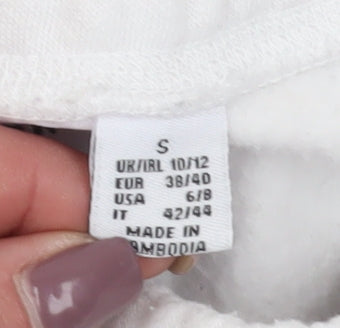 S
UK/IRL 10/12
EUR 38/40
USA 6/8
IT 42/44
MADE IN
CAMBODIA